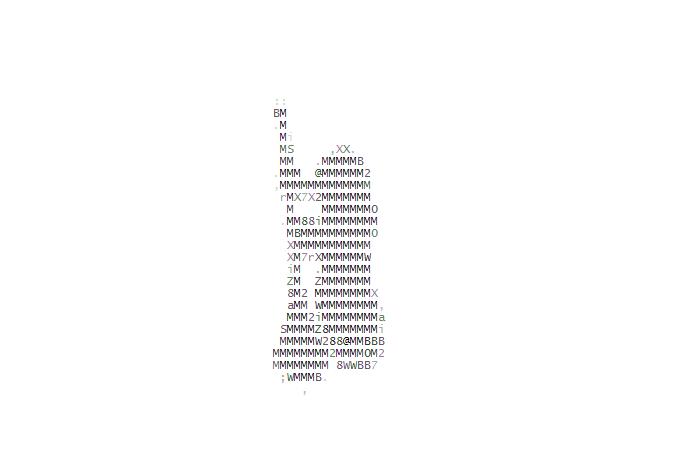 ::
BM
.M
Mi
MS ,XX.
MM .MMMMMB
.MMM @MMMMMM2
,MMMMMMMMMMMMM
rMX7X2MMMMMMM
M MMMMMMMO
.MM88iMMMMMMMM
MBMMMMMMMMMMO
XMMMMMMMMMMM
XM7rXMMMMMMW
iM .MMMMMMM
ZM ZMMMMMMM
8M2 MMMMMMMMX
aMM WMMMMMMMM,
MMM2iMMMMMMMMa
SMMMMZ8MMMMMMMi
MMMMMW288@MMBBB
MMMMMMMM2MMMMOM2
MMMMMMMM 8WWBB7
;WMMMB.
,